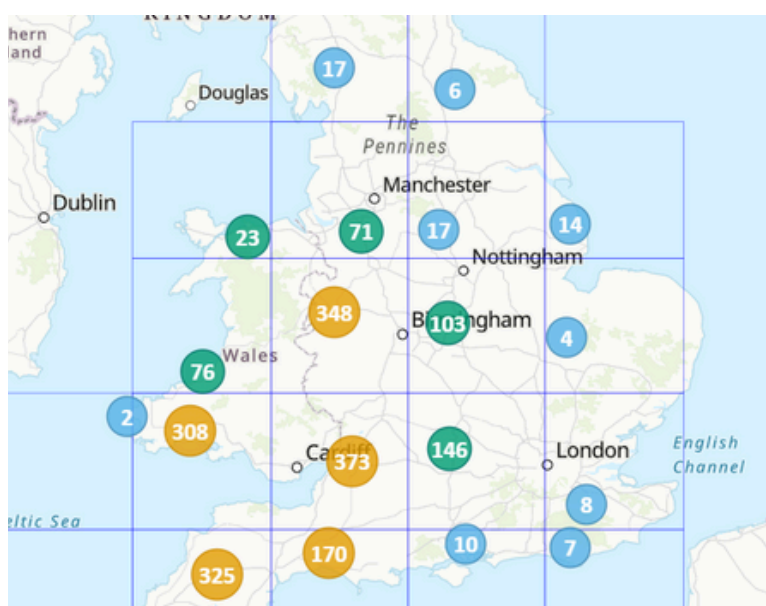 KINGDOM
hern
land
17
6
Douglas
The
Pennines
Manchester
Dublin
23
71
17
14
Nottingham
348
103
4
Wales
76
2
308
373
146
London
English
Channel
8
eltic Sea
10
7
170
325